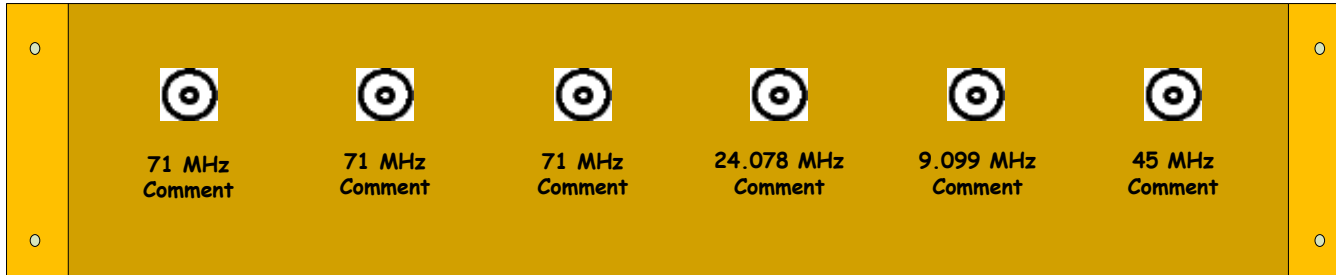 71 MHz
Comment
71 MHz
Comment
71 MHz
Comment
24.078 MHz
Comment
9.099 MHz
Comment
45 MHz
Comment